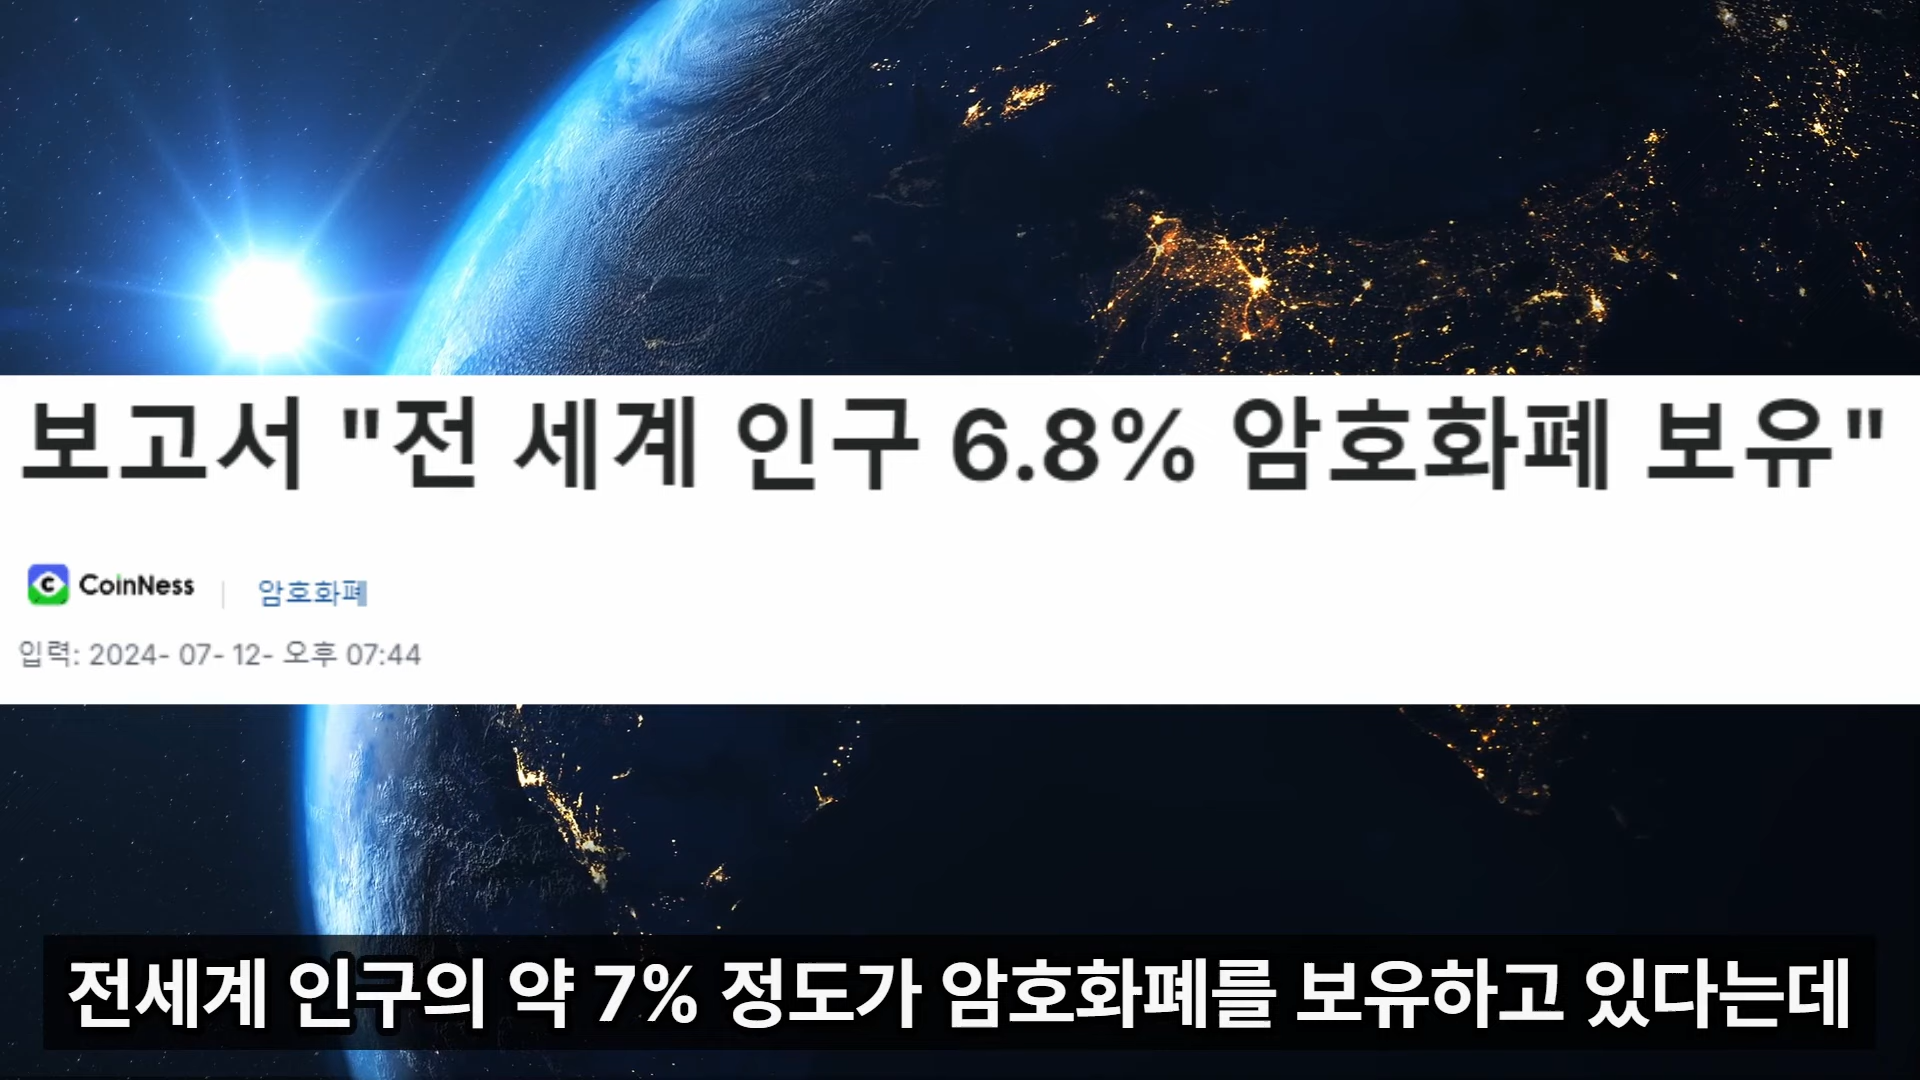 보고서 "전 세계 인구 6.8% 암호화폐 보유"
CoinNess | 암호화폐
입력: 2024- 07- 12- 오후 07:44
전세계 인구의 약 7% 정도가 암호화폐를 보유하고 있다는데